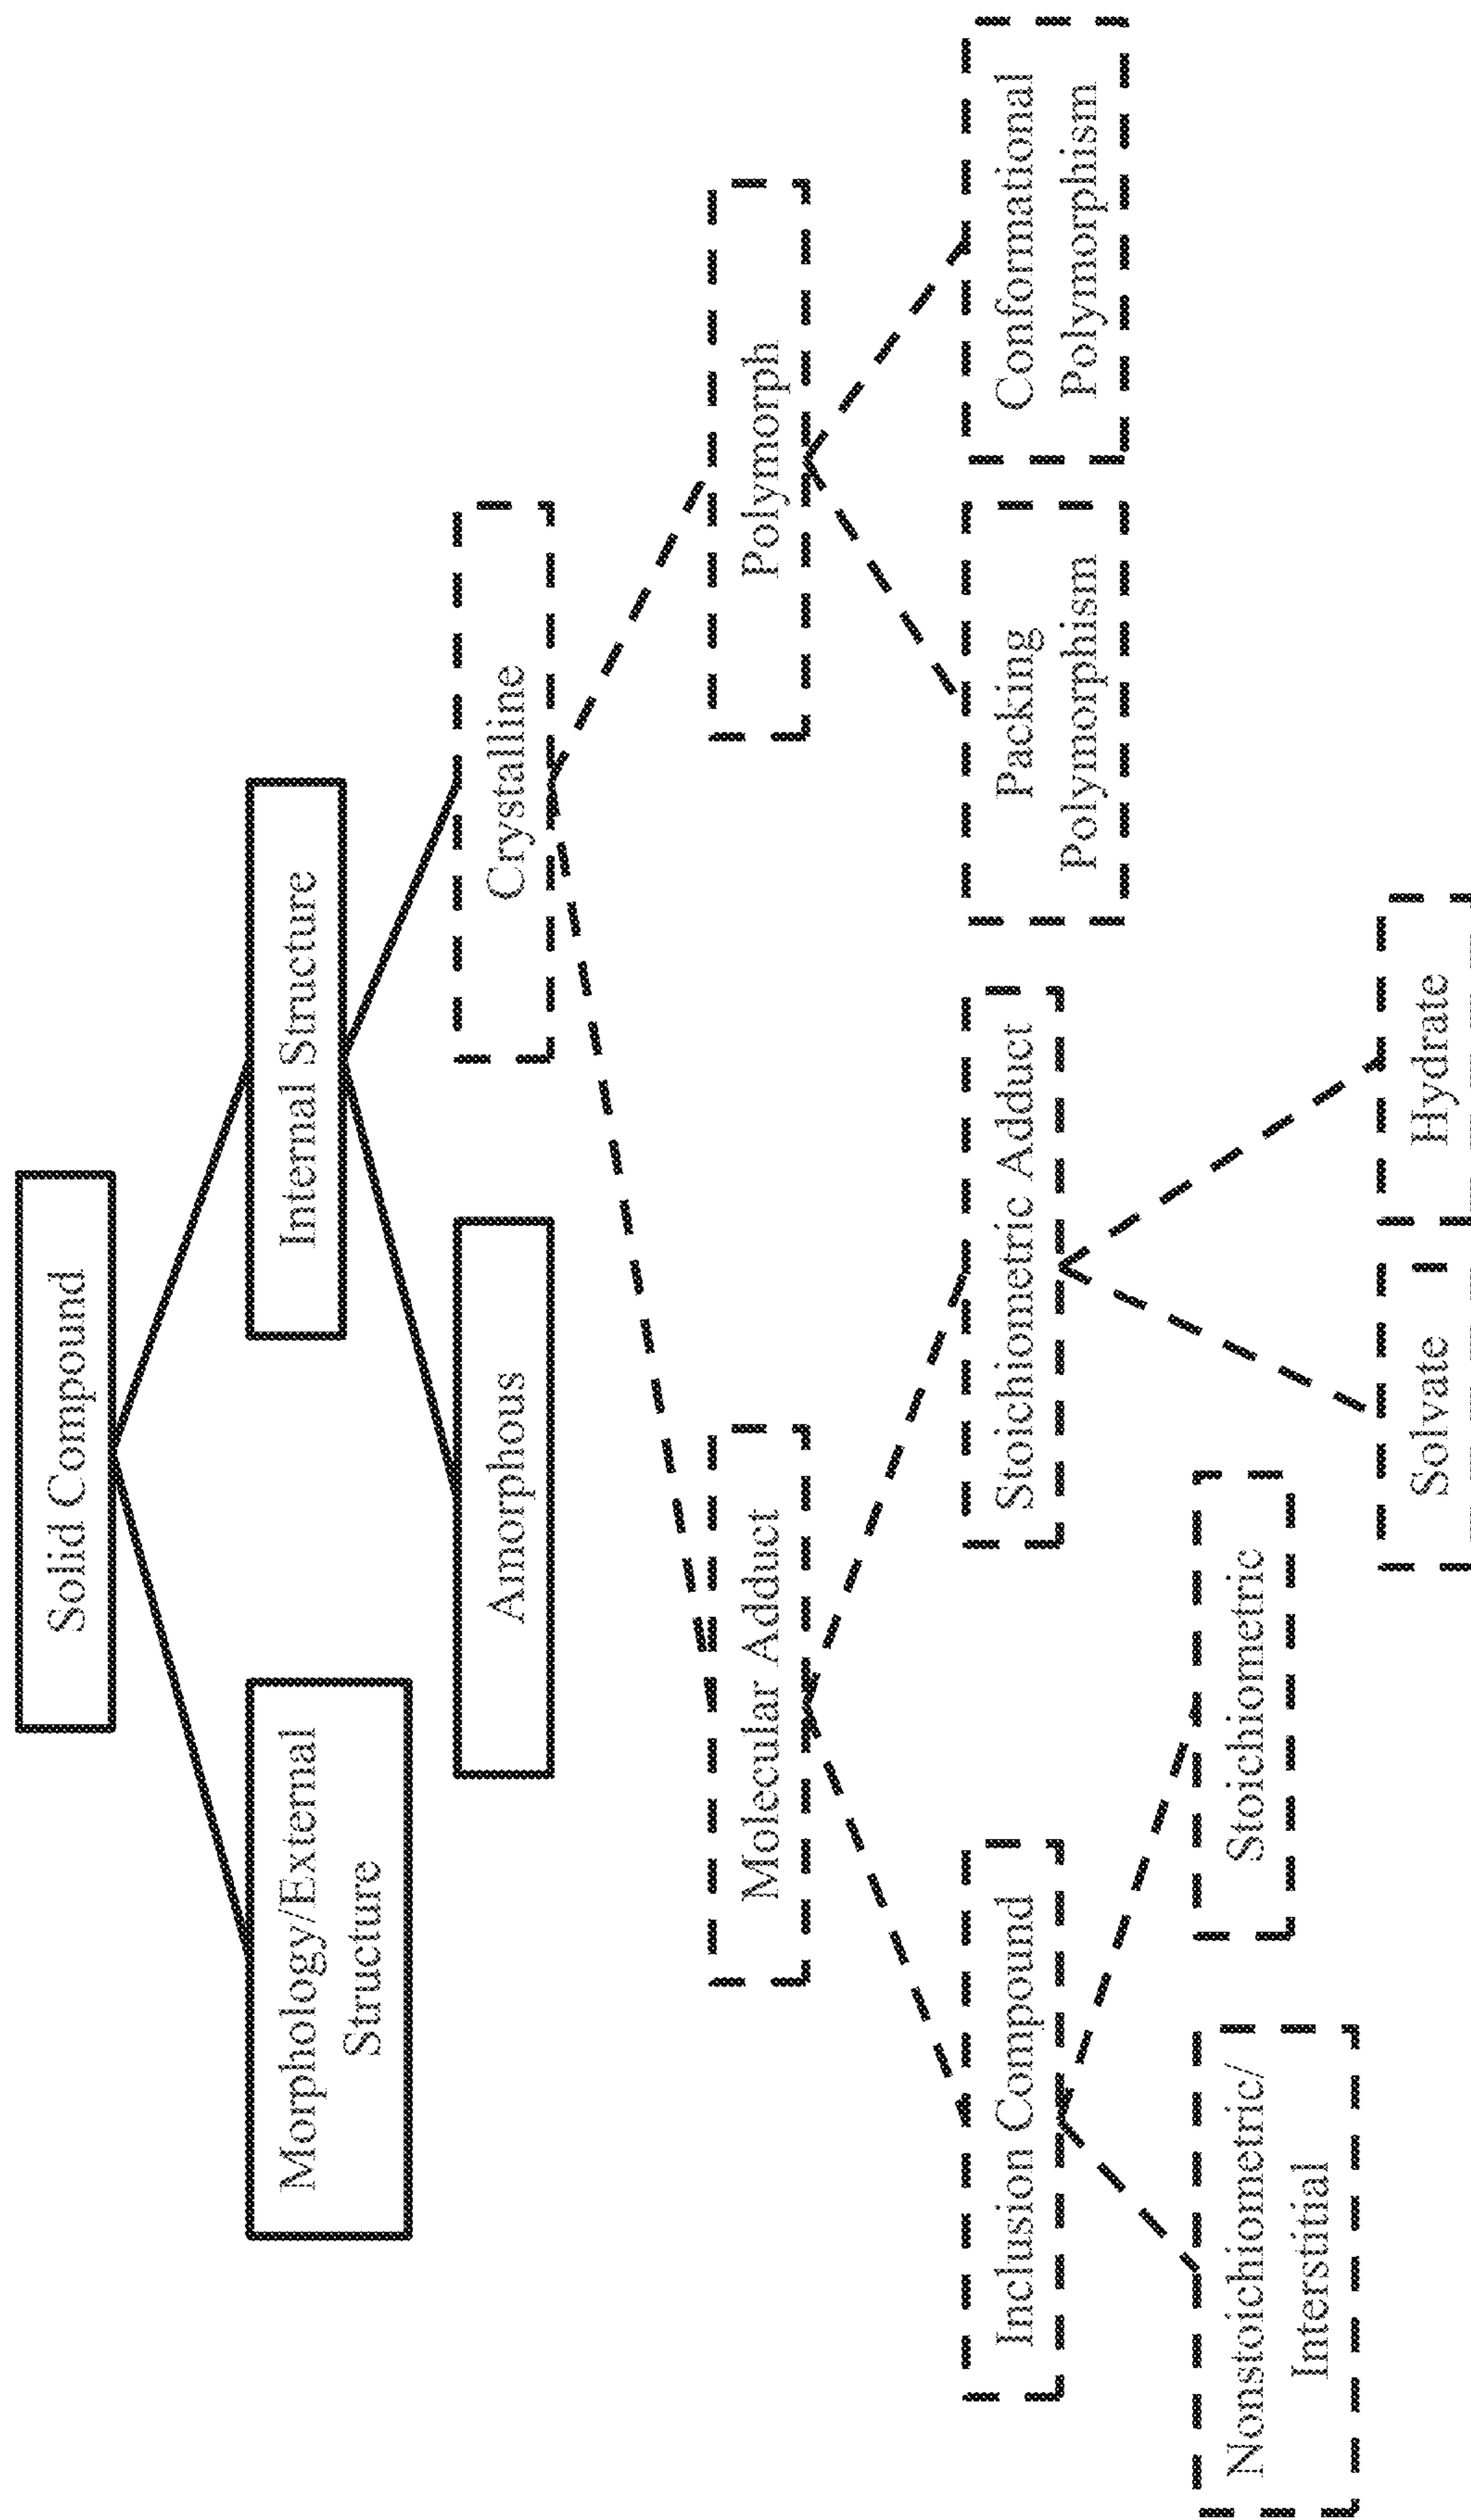 Solid Compound
Morphology/External
Structure
Internal Structure
Amorphous
Crystalline
Molecular Adduct
Polymorph
Inclusion Compound
Stoichiometric Adduct
Packing
Polymorphism
Conformational
Polymorphism
Nonstoichiometric/
Interstitial
Stoichiometric
Solvate
Hydrate